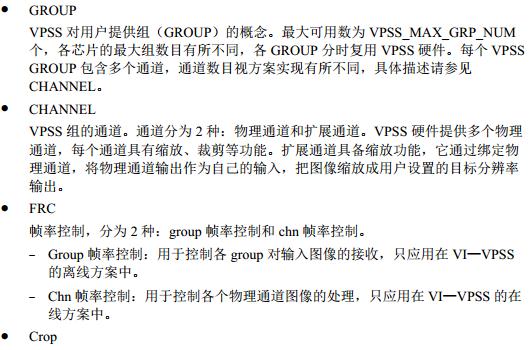 ● GROUP
VPSS 对用户提供组（GROUP）的概念。最大可用数为 VPSS_MAX_GRP_NUM
个，各芯片的最大组数目有所不同，各 GROUP 分时复用 VPSS 硬件。每个 VPSS
GROUP 包含多个通道，通道数目视方案实现有所不同，具体描述请参见
CHANNEL。
● CHANNEL
VPSS 组的通道。通道分为 2 种：物理通道和扩展通道。VPSS 硬件提供多个物理
通道，每个通道具有缩放、裁剪等功能。扩展通道具备缩放功能，它通过绑定物
理通道，将物理通道输出作为自己的输入，把图像缩放成用户设置的目标分辨率
输出。
● FRC
帧率控制，分为 2 种：group 帧率控制和 chn 帧率控制。
− Group 帧率控制：用于控制各 group 对输入图像的接收，只应用在 VI—VPSS
的离线方案中。
− Chn 帧率控制：用于控制各个物理通道图像的处理，只应用在 VI—VPSS 的在
线方案中。
● Crop